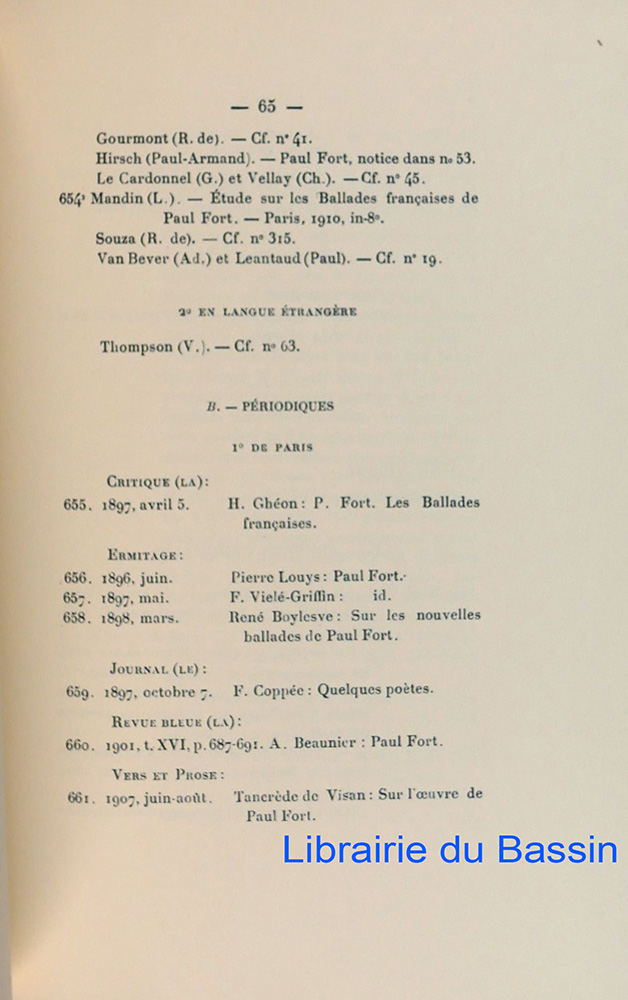 — 65 —
Gourmont (R. de). — Cf. n° 41.
Hirsch (Paul-Armand). — Paul Fort, notice dans no 53.
Le Cardonnel (G.) et Vellay (Ch.). — Cf. n° 45.
654² Mandin (L.). — Étude sur les Ballades françaises de
Paul Fort. — Paris, 1910, in-8°.
Souza (R. de). — Cf. n° 315.
Van Bever (Ad.) et Leantaud (Paul). — Cf. n° 19.
2° EN LANGUE ÉTRANGÈRE
Thompson (V.). — Cf. n° 63.
B. — PÉRIODIQUES
1° DE PARIS
CRITIQUE (LA):
655. 1897, avril 5. H. Ghéon : P. Fort. Les Ballades
françaises.
ERMITAGE :
656. 1896, juin. Pierre Louys : Paul Fort.
657. 1897, mai. F. Vielé-Griffin : id.
658. 1898, mars. René Boylesve : Sur les nouvelles
ballades de Paul Fort.
JOURNAL (LE) :
659. 1897, octobre 7. F. Coppée : Quelques poètes.
REVUE BLEUE (LA) :
660. 1901, t. XVI, p. 687-691. A. Beaunier : Paul Fort.
VERS ET PROSE :
661. 1907, juin-août. Tancrède de Visan : Sur l'œuvre de
Paul Fort.
Librairie du Bassin